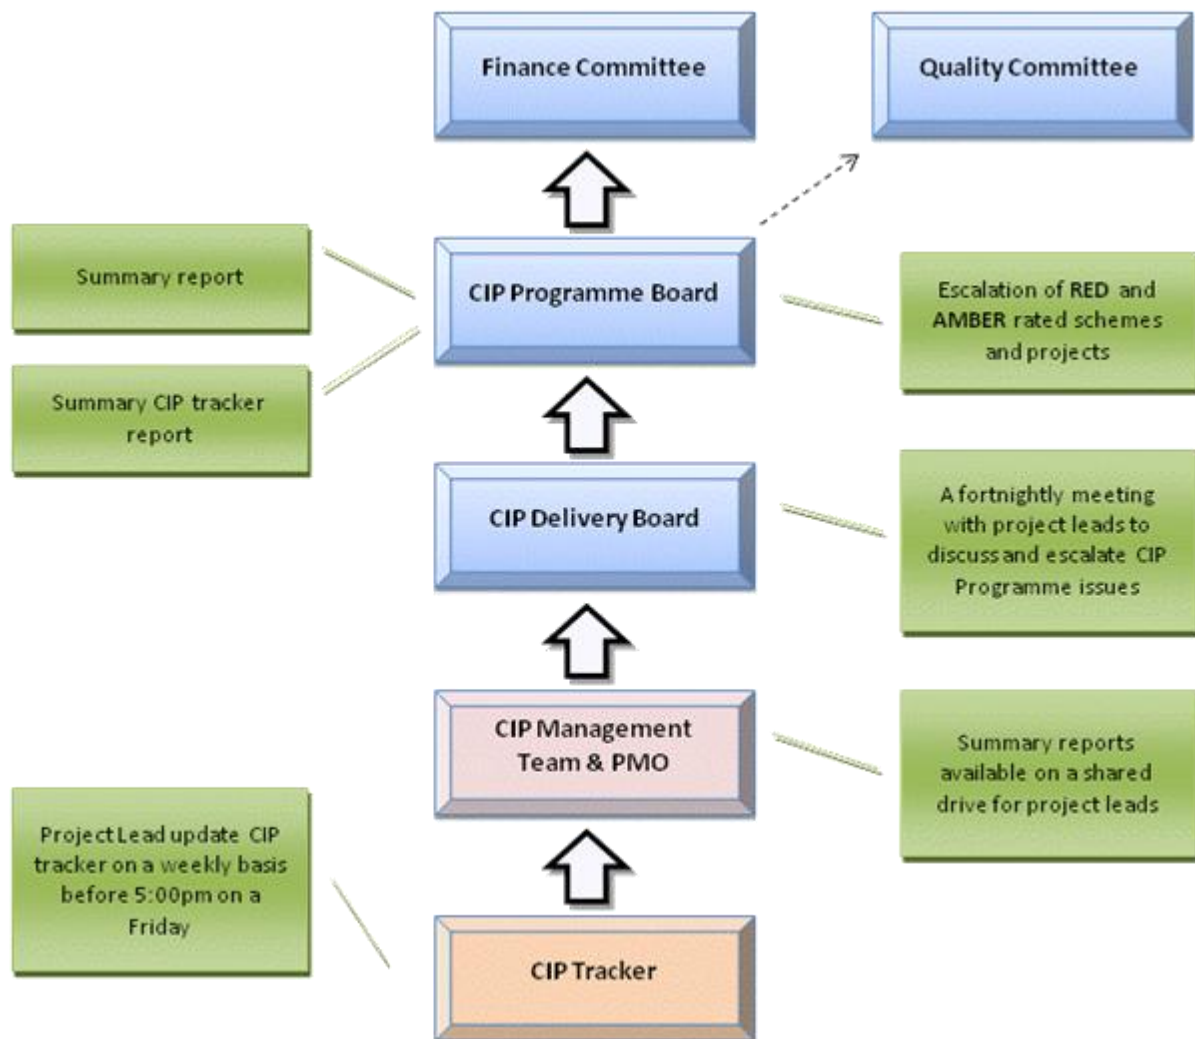 Finance Committee
Quality Committee
Summary report
CIP Programme Board
Escalation of RED and
AMBER rated schemes
and projects
Summary CIP tracker
report
CIP Delivery Board
A fortnightly meeting
with project leads to
discuss and escalate CIP
Programme issues
CIP Management
Team & PMO
Summary reports
available on a shared
drive for project leads
Project Lead update CIP
tracker on a weekly basis
before 5:00pm on a
Friday
CIP Tracker